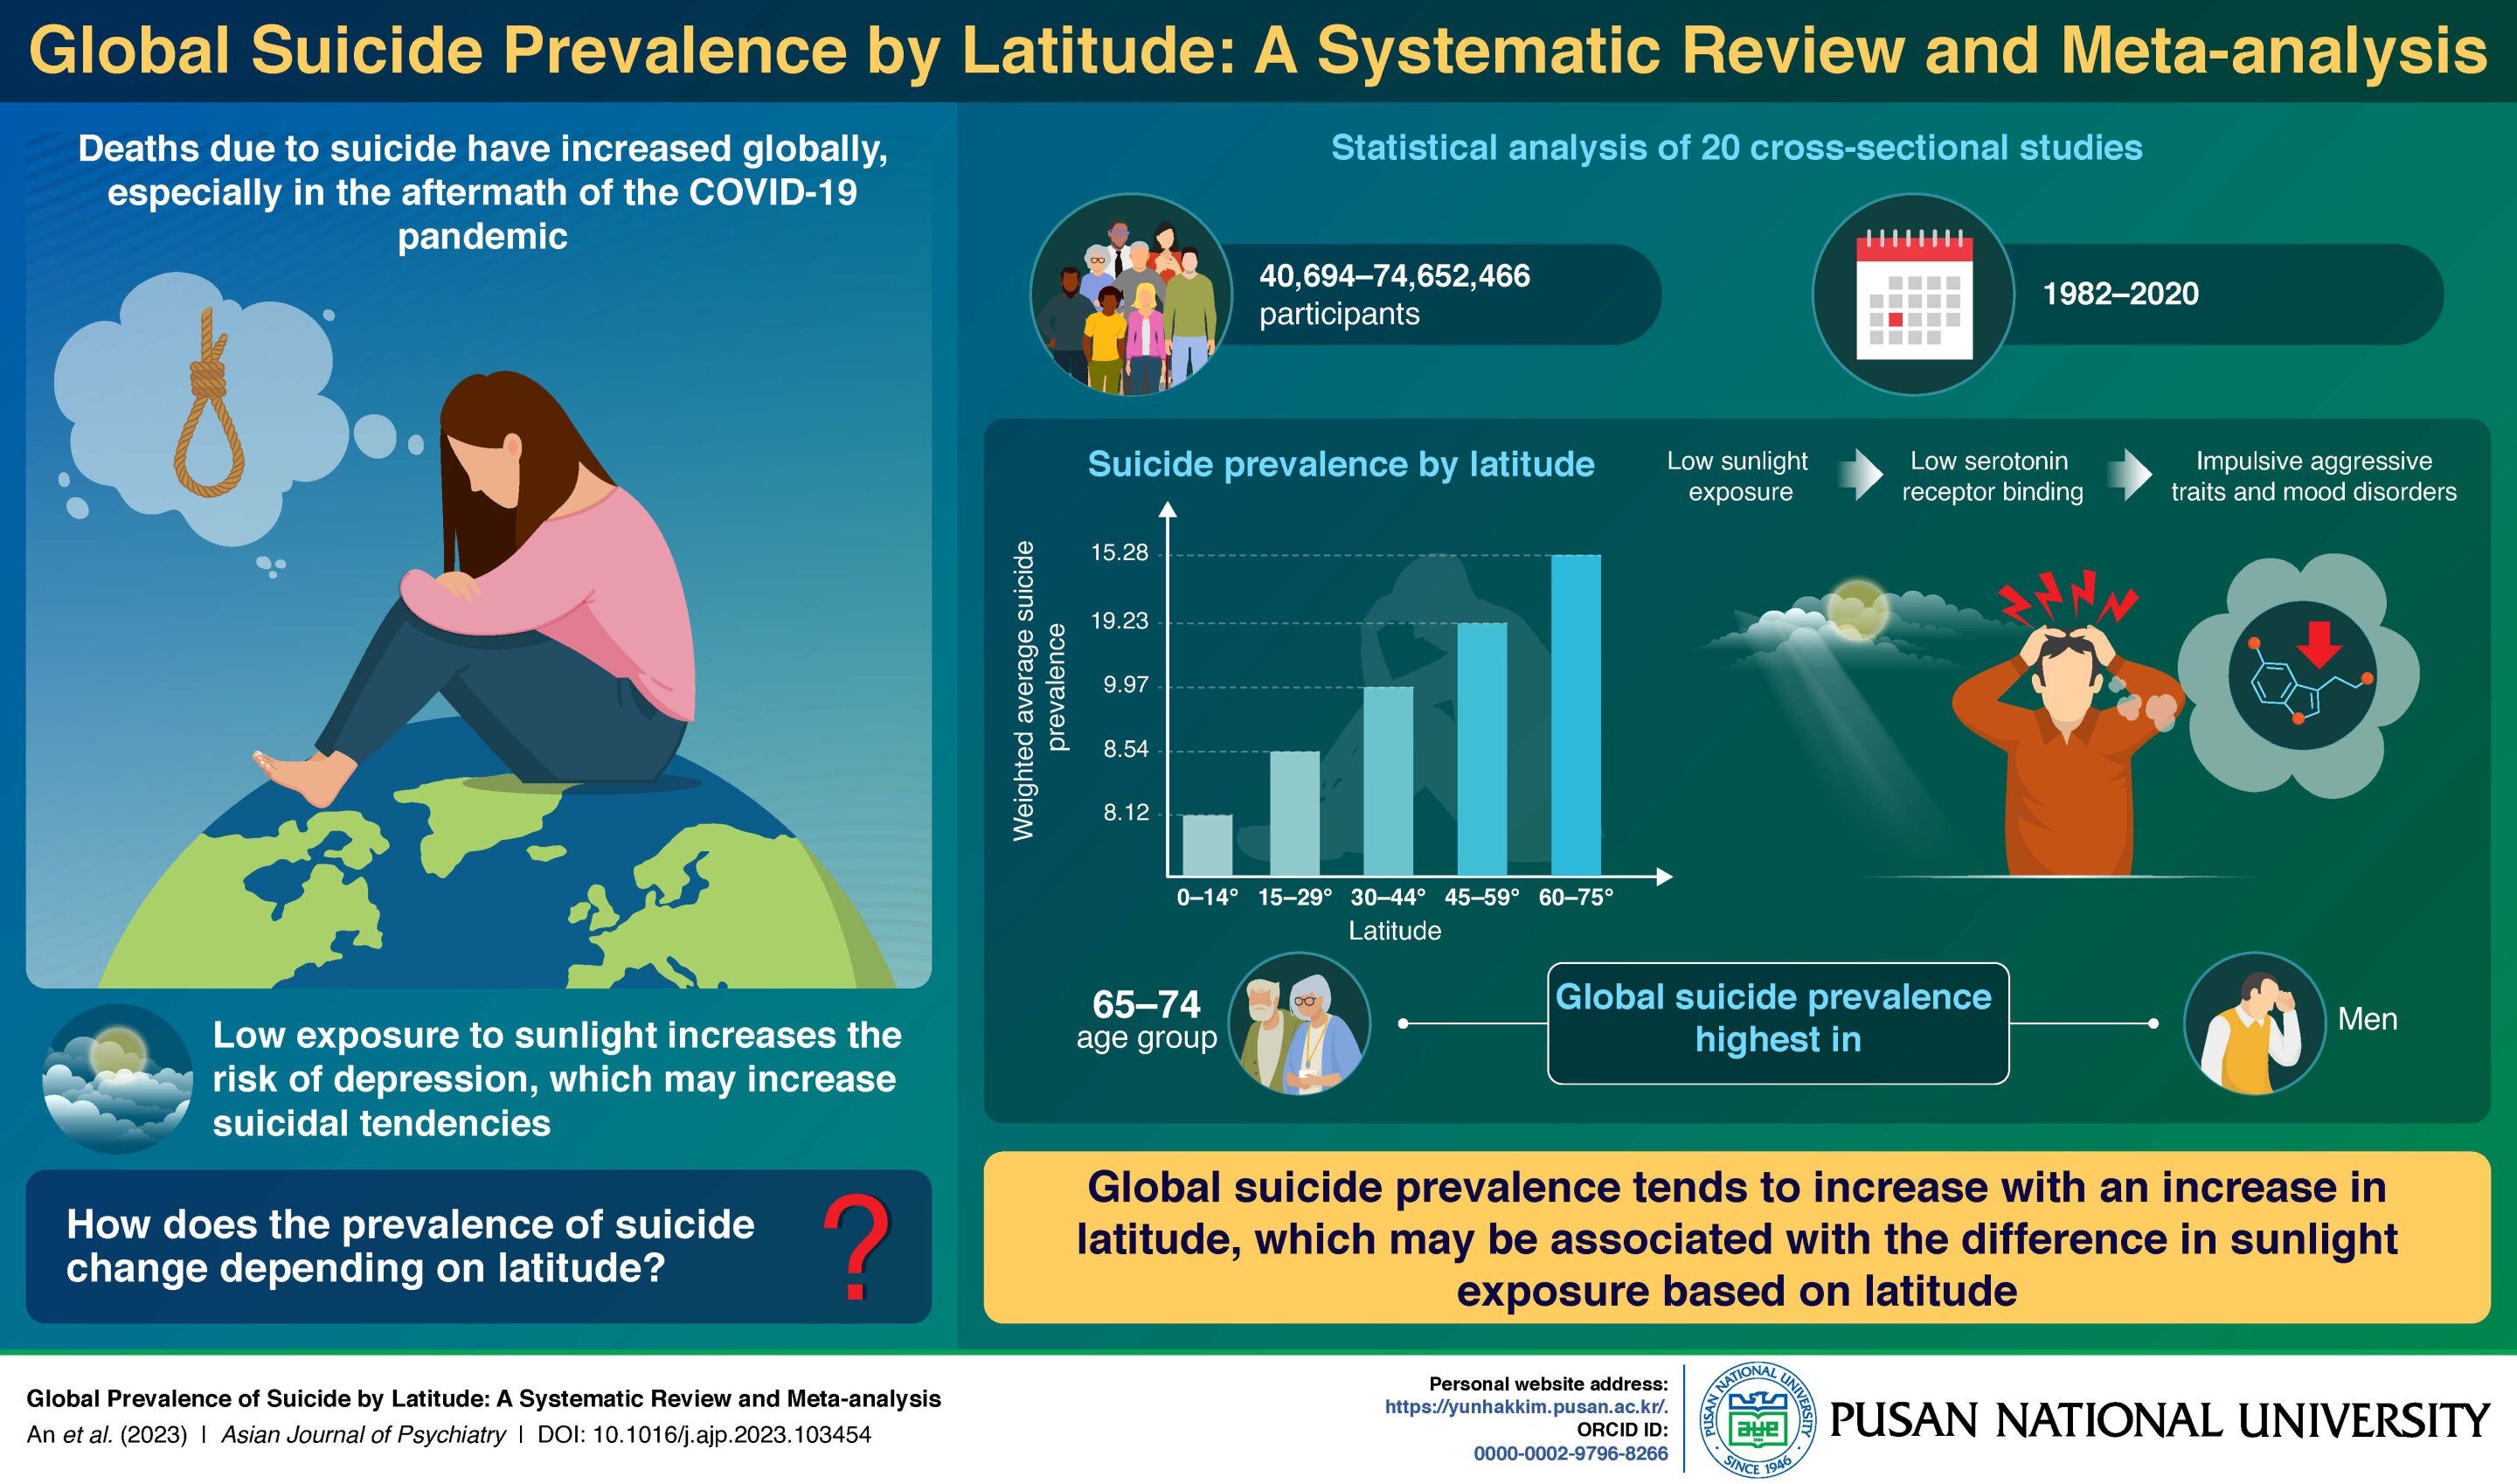 Global Suicide Prevalence by Latitude: A Systematic Review and Meta-analysis
Deaths due to suicide have increased globally,
especially in the aftermath of the COVID-19
pandemic
Low exposure to sunlight increases the
risk of depression, which may increase
suicidal tendencies
How does the prevalence of suicide
change depending on latitude?
?
Statistical analysis of 20 cross-sectional studies
40,694–74,652,466
participants
1982–2020
Suicide prevalence by latitude
Weighted average suicide
prevalence
15.28
19.23
9.97
8.54
8.12
0–14° 15–29° 30–44° 45–59° 60–75°
Latitude
Low sunlight
exposure
Low serotonin
receptor binding
Impulsive aggressive
traits and mood disorders
65–74
age group
Global suicide prevalence
highest in
Men
Global suicide prevalence tends to increase with an increase in
latitude, which may be associated with the difference in sunlight
exposure based on latitude
Global Prevalence of Suicide by Latitude: A Systematic Review and Meta-analysis
An et al. (2023) | Asian Journal of Psychiatry | DOI: 10.1016/j.ajp.2023.103454
Personal website address:
https://yunhakkim.pusan.ac.kr/.
ORCID ID:
0000-0002-9796-8266
PUSAN NATIONAL UNIVERSITY
SINCE 1946
PUSAN NATIONAL UNIVERSITY